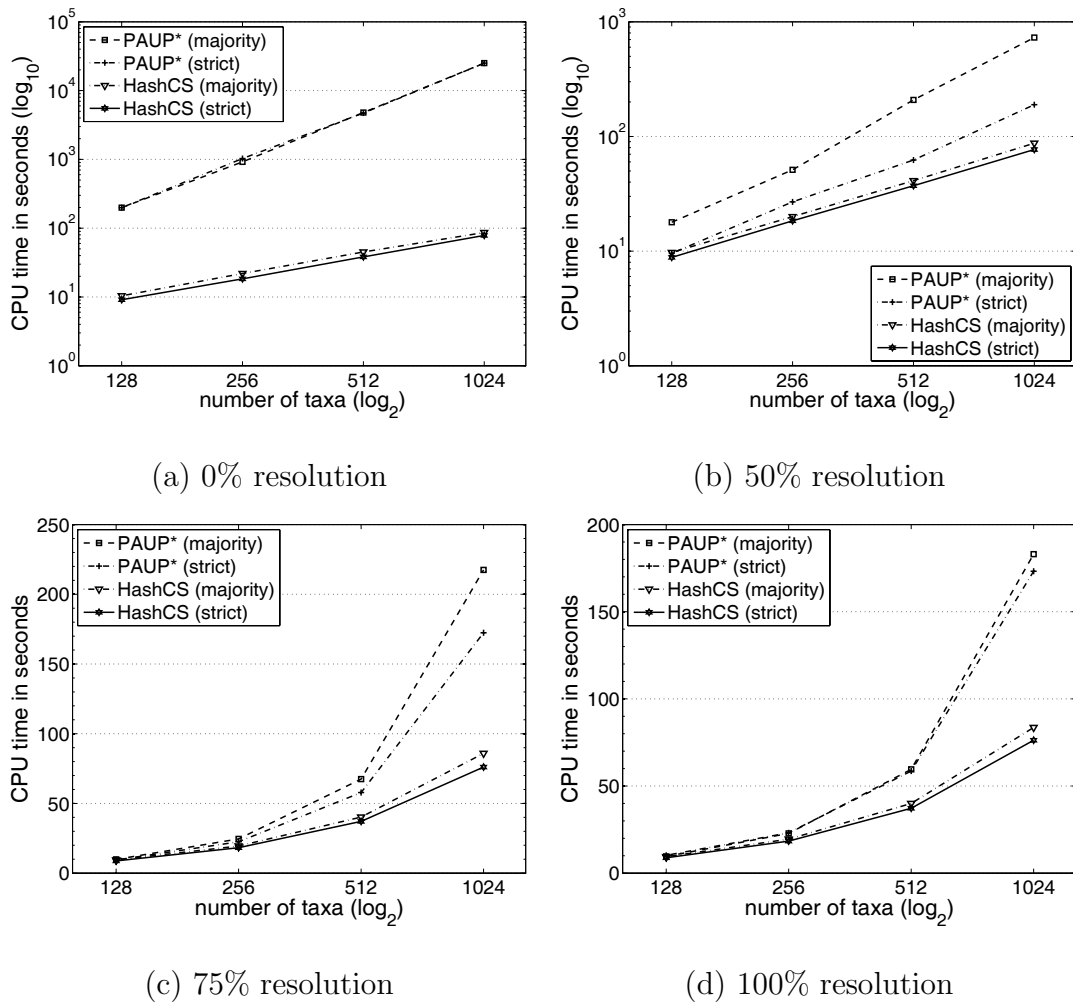 10^5
10^4
10^3
10^2
10^1
10^0
CPU time in seconds (log_10)
PAUP* (majority)
PAUP* (strict)
HashCS (majority)
HashCS (strict)
128 256 512 1024
number of taxa (log_2)
(a) 0% resolution
10^3
10^2
10^1
10^0
CPU time in seconds (log_10)
PAUP* (majority)
PAUP* (strict)
HashCS (majority)
HashCS (strict)
128 256 512 1024
number of taxa (log_2)
(b) 50% resolution
250
200
150
100
50
0
CPU time in seconds
PAUP* (majority)
PAUP* (strict)
HashCS (majority)
HashCS (strict)
128 256 512 1024
number of taxa (log_2)
(c) 75% resolution
200
150
100
50
0
CPU time in seconds
PAUP* (majority)
PAUP* (strict)
HashCS (majority)
HashCS (strict)
128 256 512 1024
number of taxa (log_2)
(d) 100% resolution